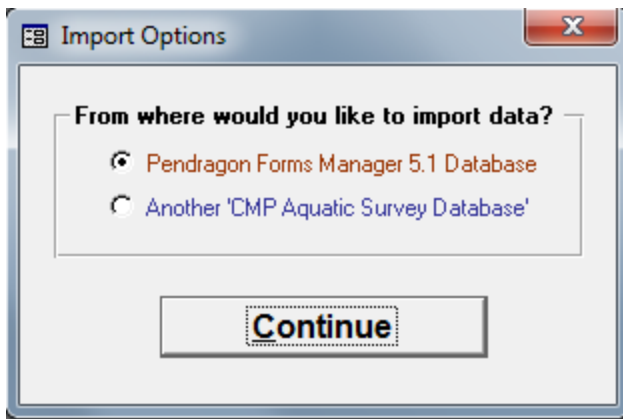 Import Options
From where would you like to import data?
Pendragon Forms Manager 5.1 Database
Another 'CMP Aquatic Survey Database'
Continue